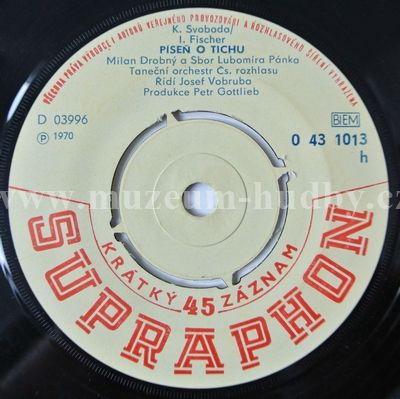 VŠECHNA PRÁVA VÝROBCŮ I AUTORŮ VEŘEJNÉHO PROVOZOVÁNÍ A ROZHLASOVÉHO ŠÍŘENÍ VYHRAZENA
K. Svoboda/
I. Fischer
PÍSEŇ O TICHU
Milan Drobný a Sbor Lubomíra Pánka
Taneční orchestr Čs. rozhlasu
Řídí Josef Vobruba
Produkce Petr Gottlieb
D 03996
BIEM
Ⓟ 1970
0 43 1013
h
www.muzeum-hudby.cz
KRÁTKÝ 45 ZÁZNAM
SUPRAPHON